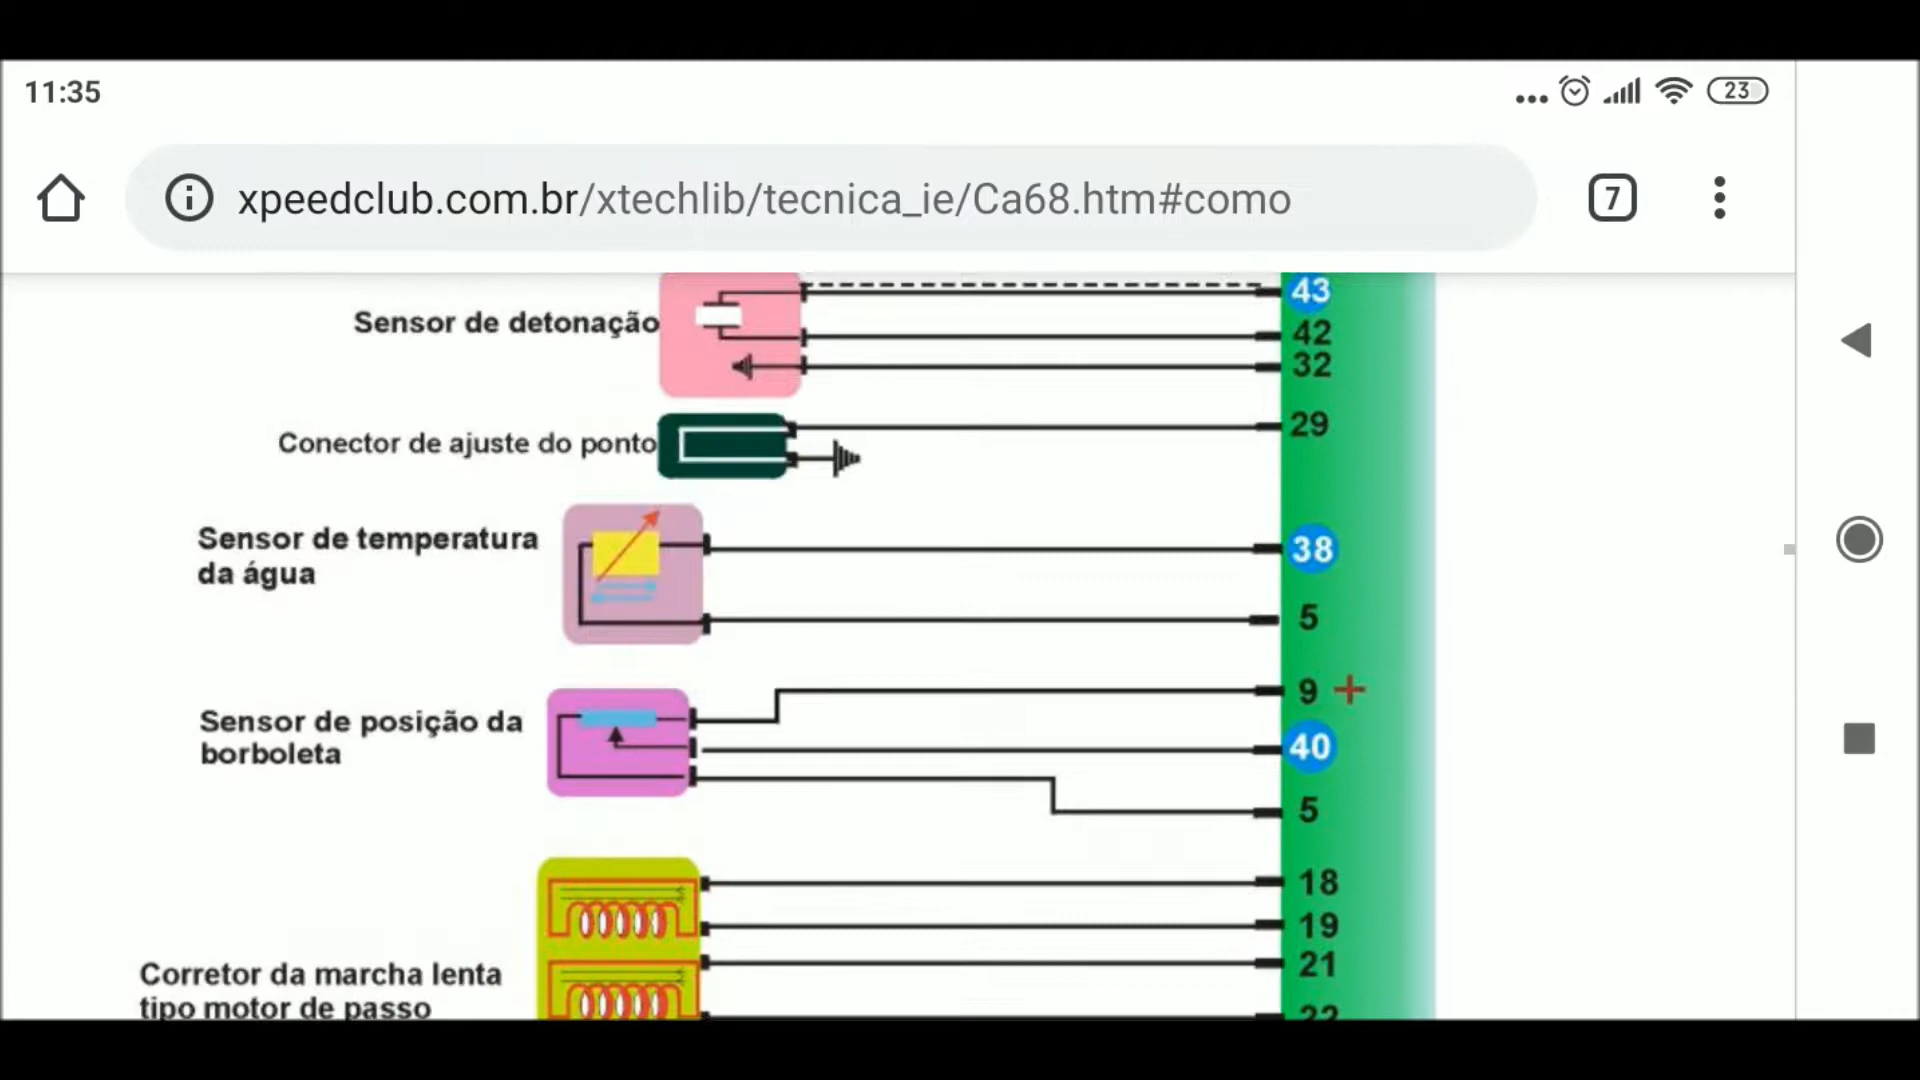 11:35
23
xpeedclub.com.br/xtechlib/tecnica_ie/Ca68.htm#como
7
43
Sensor de detonação
42
32
29
Conector de ajuste do ponto
Sensor de temperatura
da água
38
5
9 +
Sensor de posição da
borboleta
40
5
18
19
21
Corretor da marcha lenta
tipo motor de passo
22